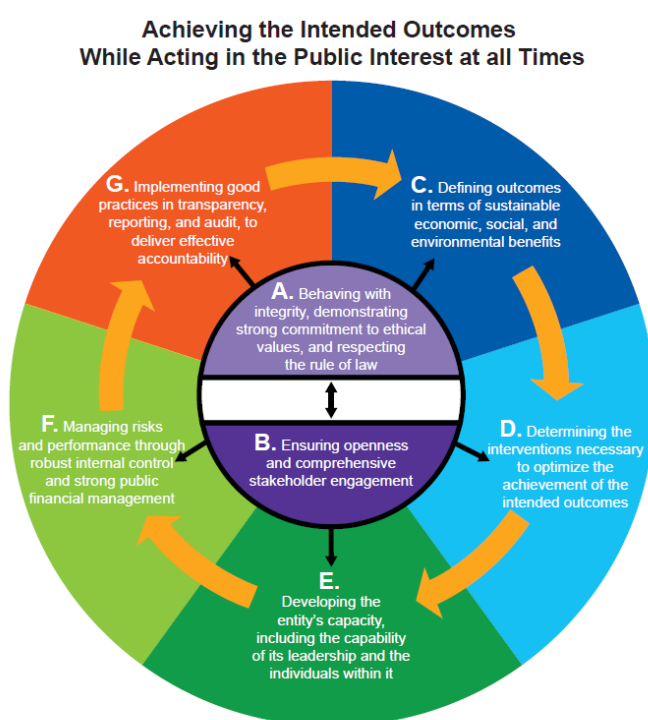 Achieving the Intended Outcomes
While Acting in the Public Interest at all Times
G. Implementing good
practices in transparency,
reporting, and audit, to
deliver effective
accountability
C. Defining outcomes
in terms of sustainable
economic, social, and
environmental benefits
A. Behaving with
integrity, demonstrating
strong commitment to ethical
values, and respecting
the rule of law
B. Ensuring openness
and comprehensive
stakeholder engagement
F. Managing risks
and performance through
robust internal control
and strong public
financial management
D. Determining the
interventions necessary
to optimize the
achievement of the
intended outcomes
E.
Developing the
entity's capacity,
including the capability
of its leadership and the
individuals within it